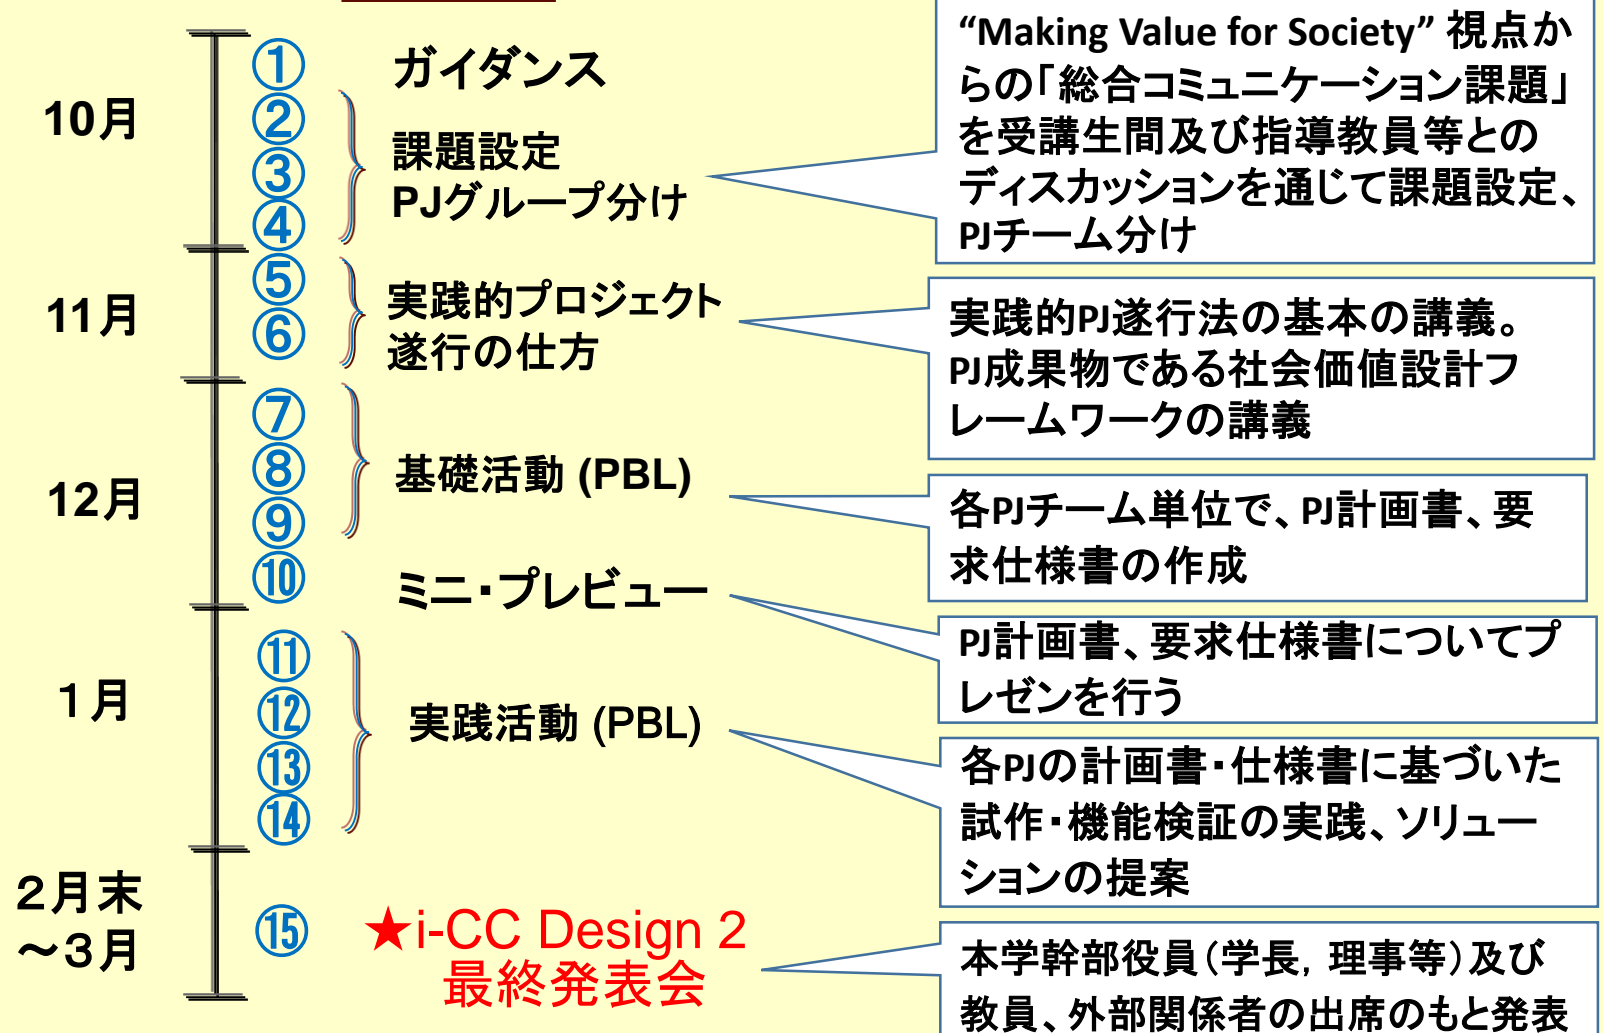 10月
①
②
③
④
ガイダンス
課題設定
PJグループ分け
“Making Value for Society” 視点か
らの「総合コミュニケーション課題」
を受講生間及び指導教員等との
ディスカッションを通じて課題設定、
PJチーム分け
11月
⑤
⑥
実践的プロジェクト
遂行の仕方
実践的PJ遂行法の基本の講義。
PJ成果物である社会価値設計フ
レームワークの講義
12月
⑦
⑧
⑨
⑩
基礎活動 (PBL)
各PJチーム単位で、PJ計画書、要
求仕様書の作成
ミニ・プレビュー
PJ計画書、要求仕様書についてプ
レゼンを行う
１月
⑪
⑫
⑬
⑭
実践活動 (PBL)
各PJの計画書・仕様書に基づいた
試作・機能検証の実践、ソリュー
ションの提案
２月末
～３月
⑮
★i-CC Design 2
最終発表会
本学幹部役員（学長，理事等）及び
教員、外部関係者の出席のもと発表